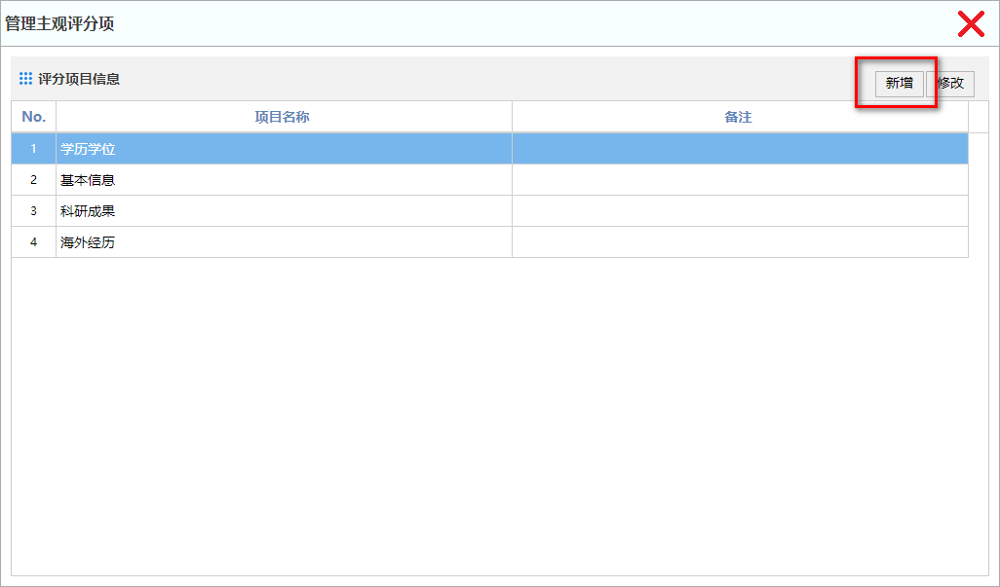 管理主观评分项
评分项目信息
新增 修改
No. 项目名称 备注
1 学历学位
2 基本信息
3 科研成果
4 海外经历